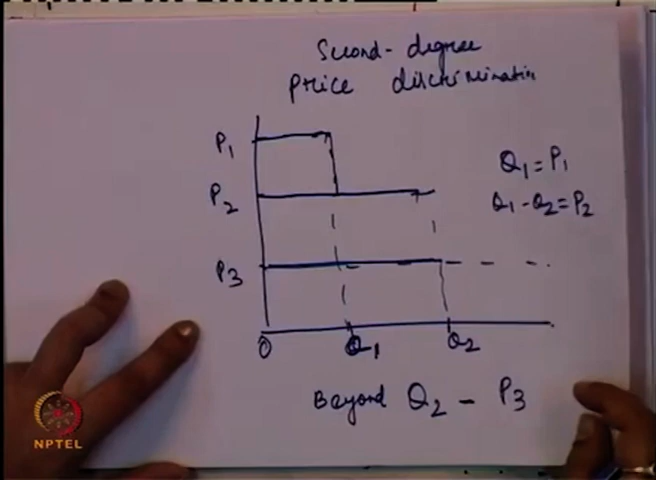 Second-degree
Price discrimination
P1
Q1 = P1
P2
Q1 - Q2 = P2
P3
0 Q1 Q2
Beyond Q2 - P3
NPTEL